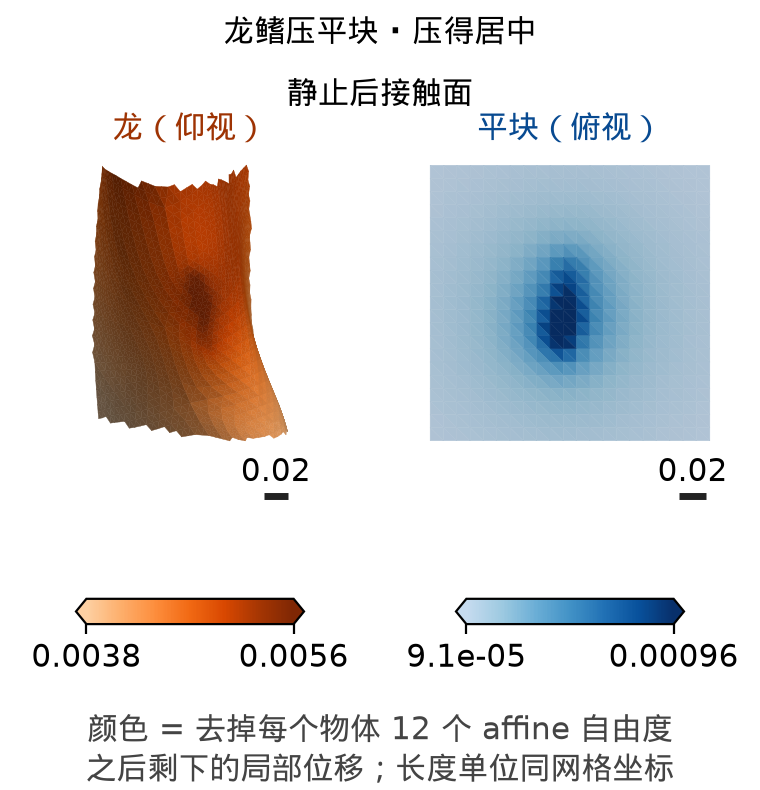 龙鳍压平块 · 压得居中
静止后接触面
龙（仰视）
平块（俯视）
0.02
0.02
0.0038
0.0056
9.1e-05
0.00096
颜色 = 去掉每个物体 12 个 affine 自由度
之后剩下的局部位移；长度单位同网格坐标